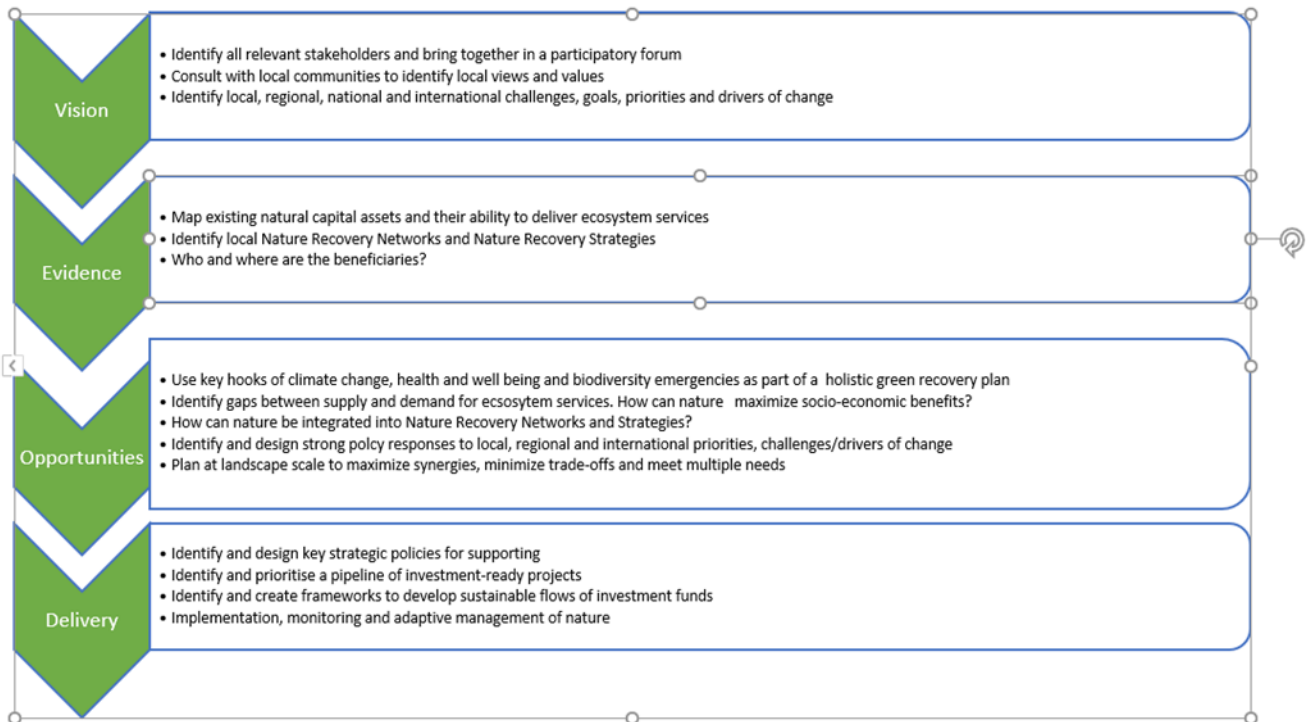 Vision
• Identify all relevant stakeholders and bring together in a participatory forum
• Consult with local communities to identify local views and values
• Identify local, regional, national and international challenges, goals, priorities and drivers of change
Evidence
• Map existing natural capital assets and their ability to deliver ecosystem services
• Identify local Nature Recovery Networks and Nature Recovery Strategies
• Who and where are the beneficiaries?
Opportunities
• Use key hooks of climate change, health and well being and biodiversity emergencies as part of a holistic green recovery plan
• Identify gaps between supply and demand for ecsosytem services. How can nature maximize socio-economic benefits?
• How can nature be integrated into Nature Recovery Networks and Strategies?
• Identify and design strong polcy responses to local, regional and international priorities, challenges/drivers of change
• Plan at landscape scale to maximize synergies, minimize trade-offs and meet multiple needs
Delivery
• Identify and design key strategic policies for supporting
• Identify and prioritise a pipeline of investment-ready projects
• Identify and create frameworks to develop sustainable flows of investment funds
• Implementation, monitoring and adaptive management of nature